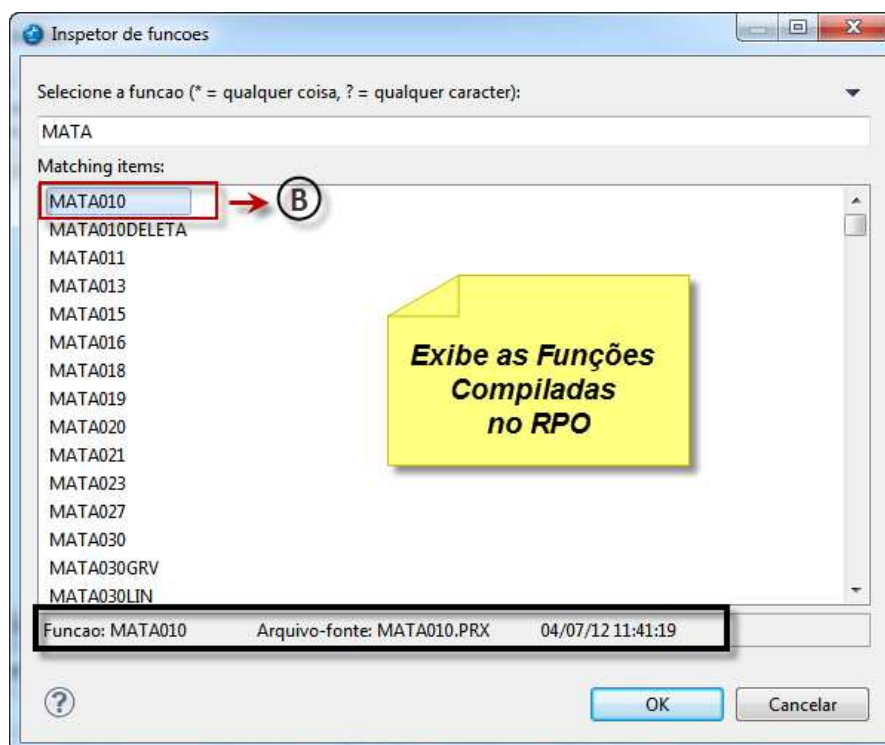 Inspetor de funcoes
Selecione a funcao (* = qualquer coisa, ? = qualquer caracter):
MATA
Matching items:
MATA010
B
MATA010DELETA
MATA011
MATA013
MATA015
MATA016
MATA018
MATA019
MATA020
MATA021
MATA023
MATA027
MATA030
MATA030GRV
MATA030LIN
Exibe as Funções
Compiladas
no RPO
Funcao: MATA010 Arquivo-fonte: MATA010.PRX 04/07/12 11:41:19
? OK Cancelar